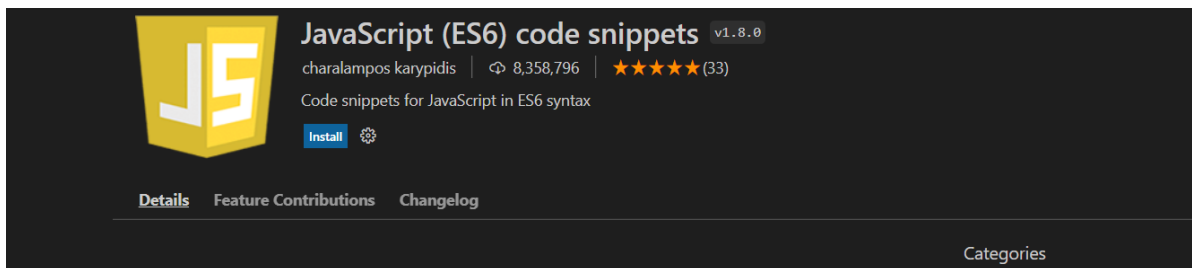 JS
JavaScript (ES6) code snippets v1.8.0
charalampos karypidis 8,358,796 ★★★★★(33)
Code snippets for JavaScript in ES6 syntax
Install
Details Feature Contributions Changelog
Categories